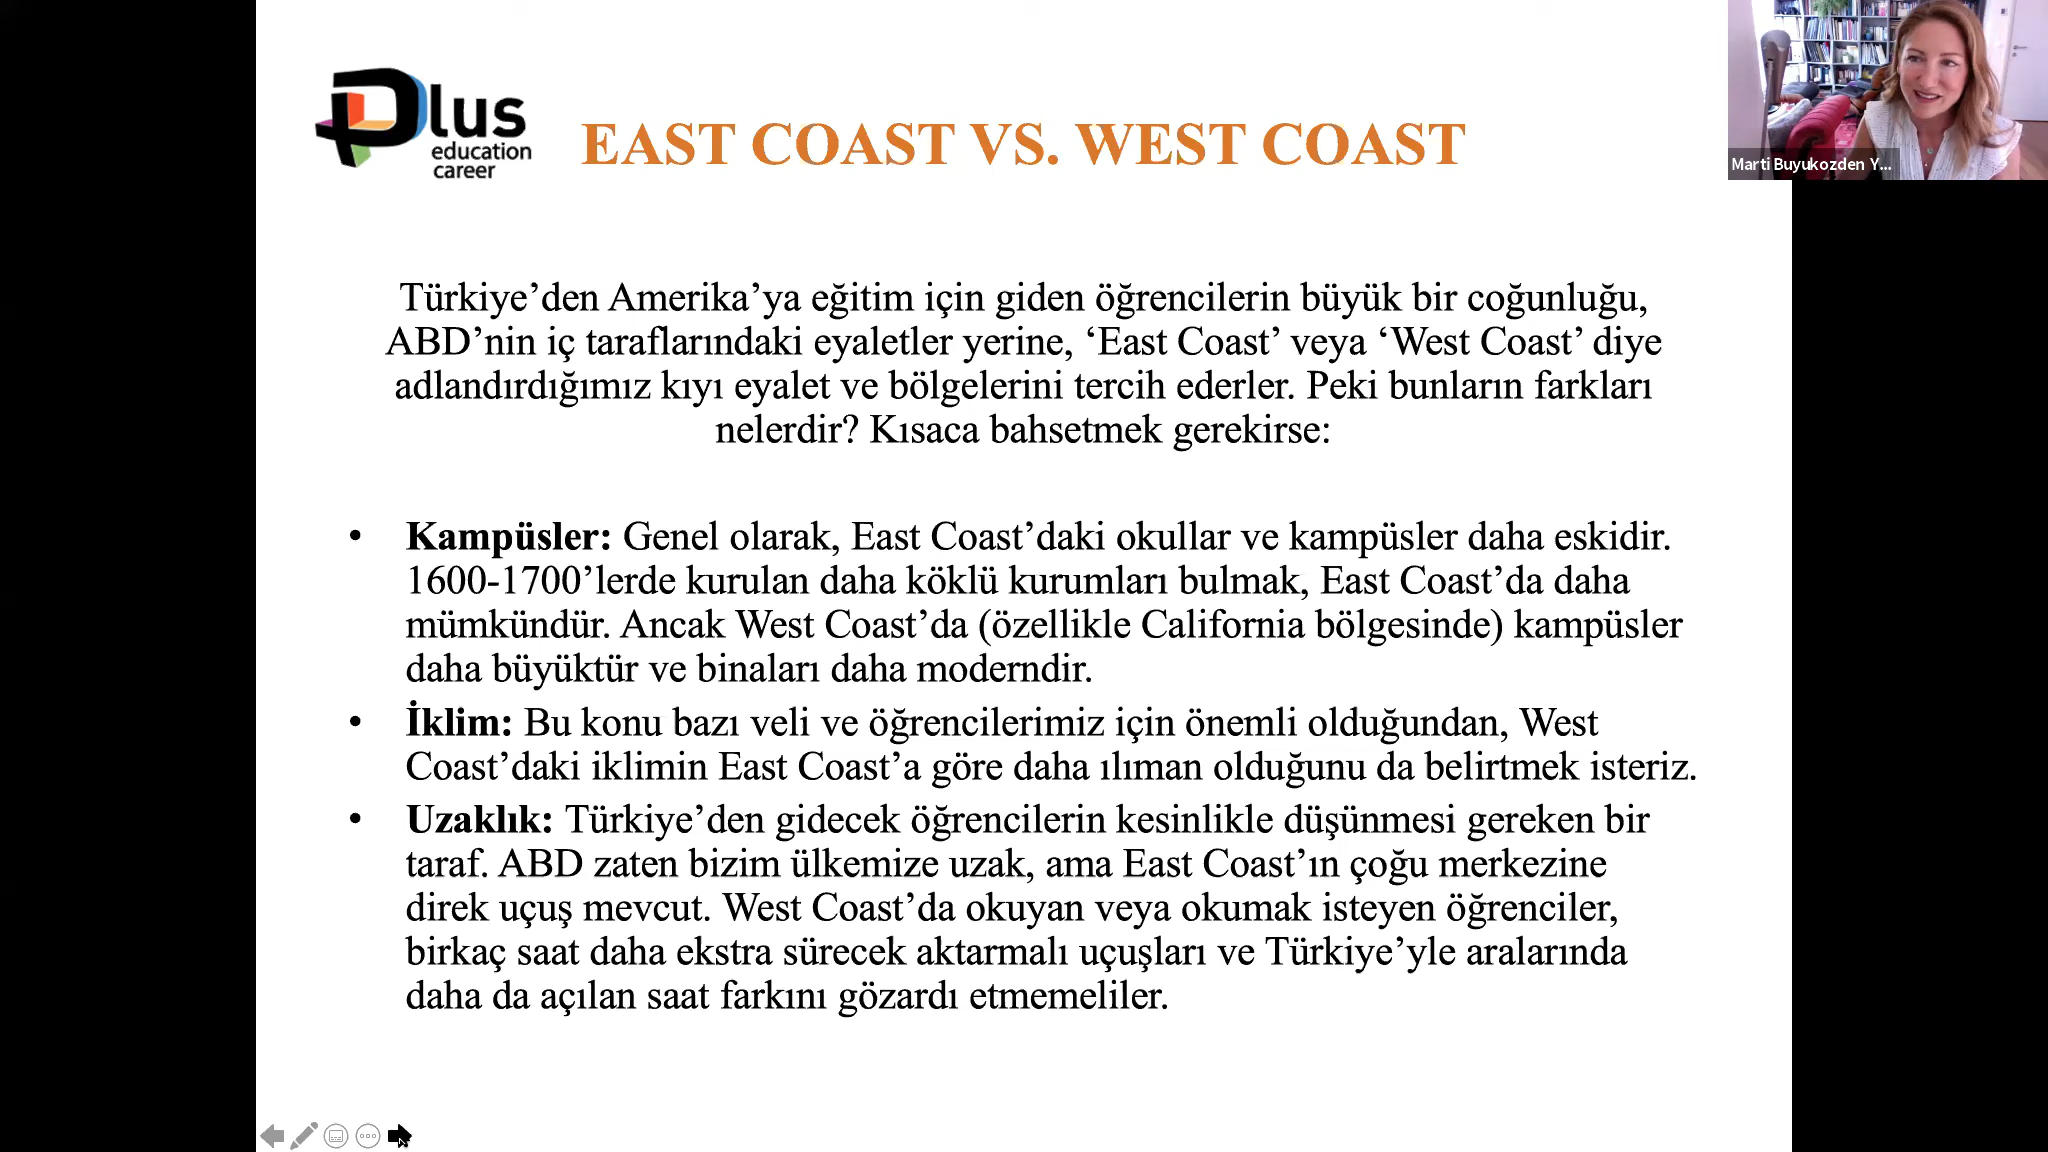 Plus
education
career
EAST COAST VS. WEST COAST
Marti Buyukozden Y...
Türkiye’den Amerika’ya eğitim için giden öğrencilerin büyük bir coğunluğu,
ABD’nin iç taraflarındaki eyaletler yerine, ‘East Coast’ veya ‘West Coast’ diye
adlandırdığımız kıyı eyalet ve bölgelerini tercih ederler. Peki bunların farkları
nelerdir? Kısaca bahsetmek gerekirse:
• Kampüsler: Genel olarak, East Coast’daki okullar ve kampüsler daha eskidir.
1600-1700’lerde kurulan daha köklü kurumları bulmak, East Coast’da daha
mümkündür. Ancak West Coast’da (özellikle California bölgesinde) kampüsler
daha büyüktür ve binaları daha moderndir.
• İklim: Bu konu bazı veli ve öğrencilerimiz için önemli olduğundan, West
Coast’daki iklimin East Coast’a göre daha ılıman olduğunu da belirtmek isteriz.
• Uzaklık: Türkiye’den gidecek öğrencilerin kesinlikle düşünmesi gereken bir
taraf. ABD zaten bizim ülkemize uzak, ama East Coast’ın çoğu merkezine
direk uçuş mevcut. West Coast’da okuyan veya okumak isteyen öğrenciler,
birkaç saat daha ekstra sürecek aktarmalı uçuşları ve Türkiye’yle aralarında
daha da açılan saat farkını gözardı etmemeliler.